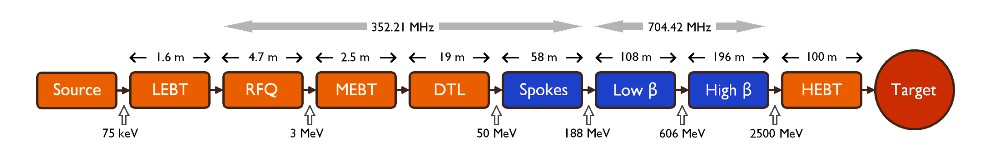 352.21 MHz 704.42 MHz
1.6 m 4.7 m 2.5 m 19 m 58 m 108 m 196 m 100 m
Source LEBT RFQ MEBT DTL Spokes Low β High β HEBT Target
75 keV 3 MeV 50 MeV 188 MeV 606 MeV 2500 MeV